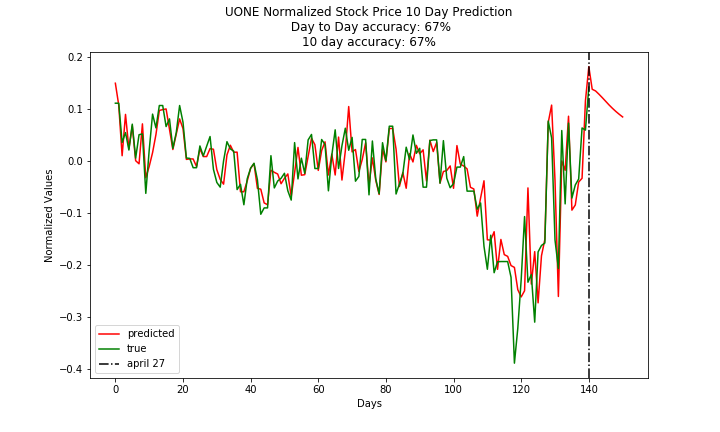 UONE Normalized Stock Price 10 Day Prediction
Day to Day accuracy: 67%
10 day accuracy: 67%
0.2
0.1
0.0
−0.1
−0.2
−0.3
−0.4
Normalized Values
predicted
true
april 27
0 20 40 60 80 100 120 140
Days